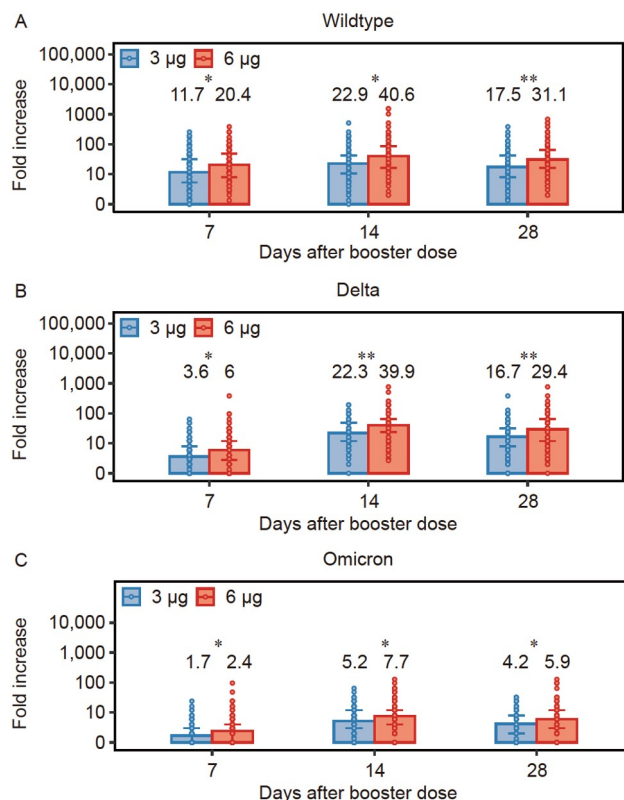 A
Wildtype
100,000
10,000
1000
100
10
0
Fold increase
3 µg 6 µg
* * **
11.7 20.4 22.9 40.6 17.5 31.1
7 14 28
Days after booster dose
B
Delta
100,000
10,000
1,000
100
10
0
Fold increase
3 µg 6 µg
* ** **
3.6 6 22.3 39.9 16.7 29.4
7 14 28
Days after booster dose
C
Omicron
10,000
1,000
100
10
0
Fold increase
3 µg 6 µg
* * *
1.7 2.4 5.2 7.7 4.2 5.9
7 14 28
Days after booster dose